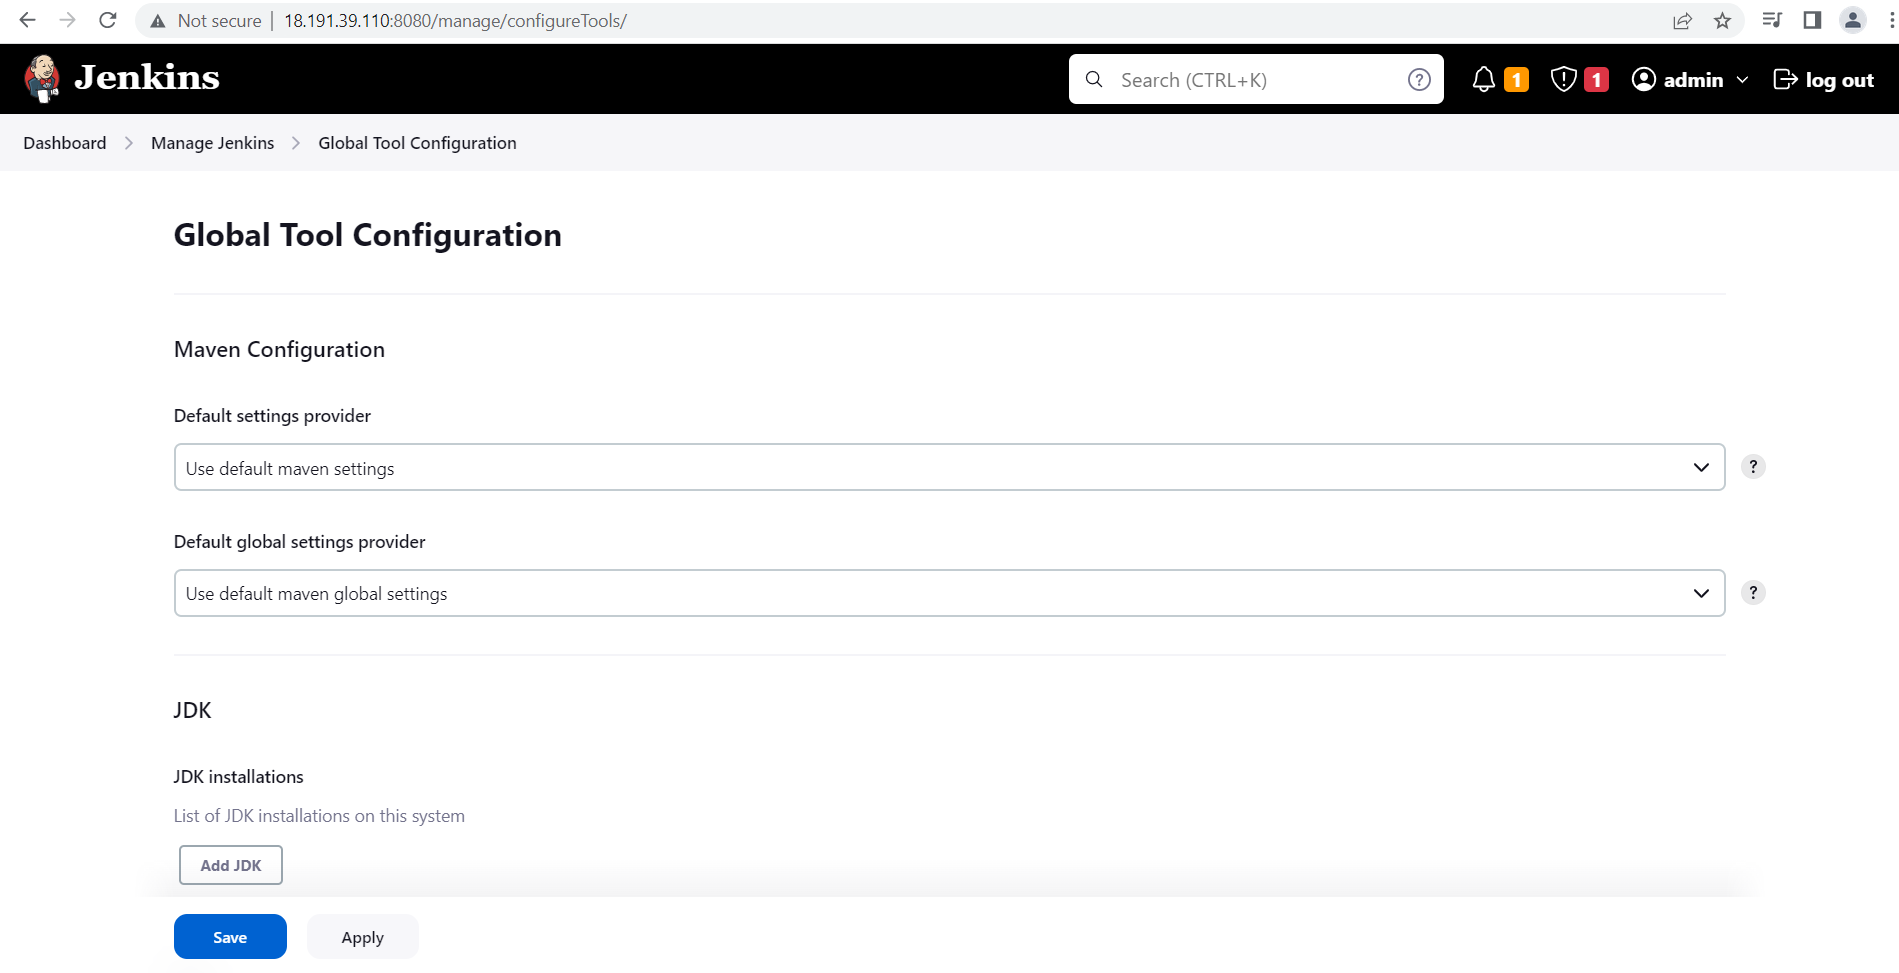 Not secure | 18.191.39.110:8080/manage/configureTools/
Jenkins
Search (CTRL+K) ? 1 1 admin log out
Dashboard Manage Jenkins Global Tool Configuration
Global Tool Configuration
Maven Configuration
Default settings provider
Use default maven settings ?
Default global settings provider
Use default maven global settings ?
JDK
JDK installations
List of JDK installations on this system
Add JDK
Save Apply